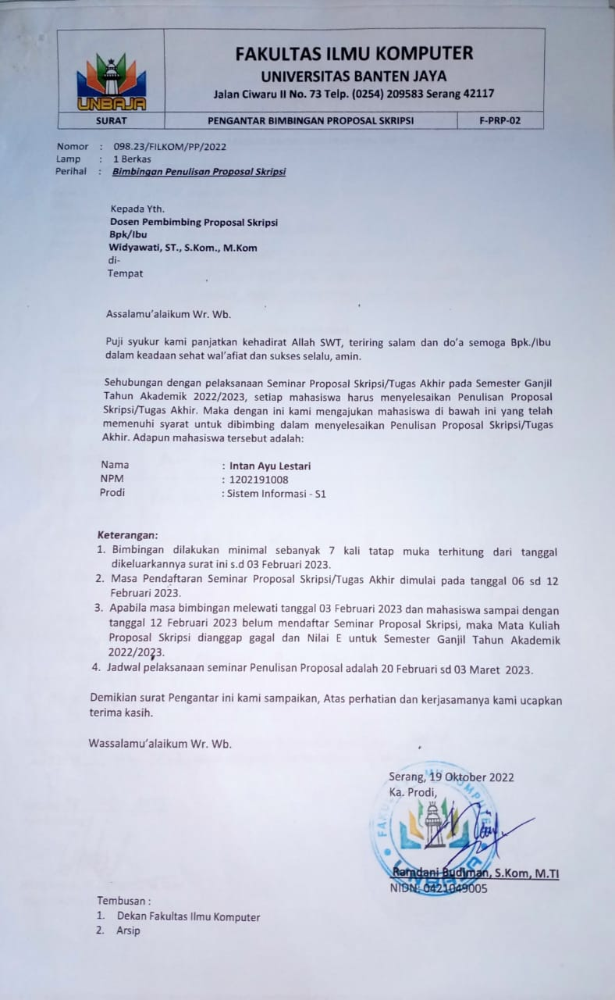 FAKULTAS ILMU KOMPUTER
UNIVERSITAS BANTEN JAYA
Jalan Ciwaru II No. 73 Telp. (0254) 209583 Serang 42117
UNBAJA
SURAT PENGANTAR BIMBINGAN PROPOSAL SKRIPSI F-PRP-02
Nomor : 098.23/FILKOM/PP/2022
Lamp : 1 Berkas
Perihal : Bimbingan Penulisan Proposal Skripsi
Kepada Yth.
Dosen Pembimbing Proposal Skripsi
Bpk/Ibu
Widyawati, ST., S.Kom., M.Kom
di-
Tempat
Assalamu’alaikum Wr. Wb.
Puji syukur kami panjatkan kehadirat Allah SWT, teriring salam dan do’a semoga Bpk./Ibu
dalam keadaan sehat wal’afiat dan sukses selalu, amin.
Sehubungan dengan pelaksanaan Seminar Proposal Skripsi/Tugas Akhir pada Semester Ganjil
Tahun Akademik 2022/2023, setiap mahasiswa harus menyelesaikan Penulisan Proposal
Skripsi/Tugas Akhir. Maka dengan ini kami mengajukan mahasiswa di bawah ini yang telah
memenuhi syarat untuk dibimbing dalam menyelesaikan Penulisan Proposal Skripsi/Tugas
Akhir. Adapun mahasiswa tersebut adalah:
Nama : Intan Ayu Lestari
NPM : 1202191008
Prodi : Sistem Informasi - S1
Keterangan:
1. Bimbingan dilakukan minimal sebanyak 7 kali tatap muka terhitung dari tanggal
dikeluarkannya surat ini s.d 03 Februari 2023.
2. Masa Pendaftaran Seminar Proposal Skripsi/Tugas Akhir dimulai pada tanggal 06 sd 12
Februari 2023.
3. Apabila masa bimbingan melewati tanggal 03 Februari 2023 dan mahasiswa sampai dengan
tanggal 12 Februari 2023 belum mendaftar Seminar Proposal Skripsi, maka Mata Kuliah
Proposal Skripsi dianggap gagal dan Nilai E untuk Semester Ganjil Tahun Akademik
2022/2023.
4. Jadwal pelaksanaan seminar Penulisan Proposal adalah 20 Februari sd 03 Maret 2023.
Demikian surat Pengantar ini kami sampaikan, Atas perhatian dan kerjasamanya kami ucapkan
terima kasih.
Wassalamu’alaikum Wr. Wb.
Serang, 19 Oktober 2022
Ka. Prodi,
Ramdani Budiman, S.Kom, M.TI
NIDN: 0421049005
Tembusan :
1. Dekan Fakultas Ilmu Komputer
2. Arsip